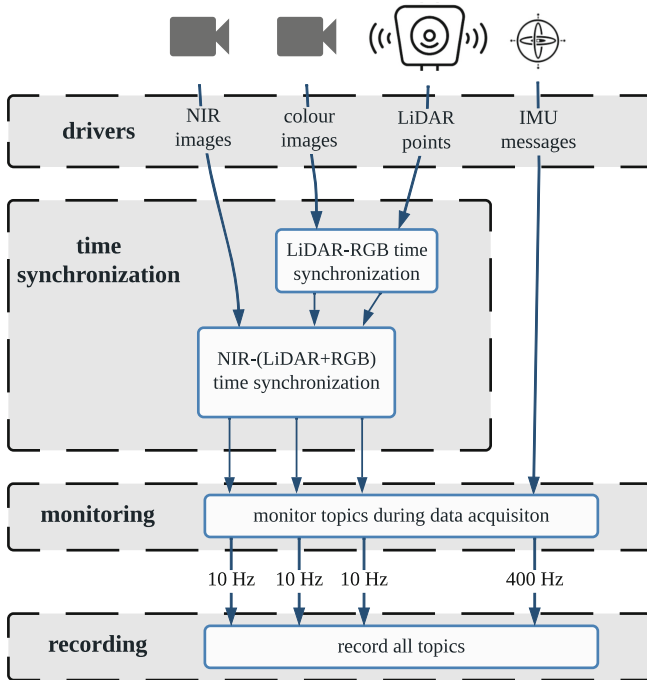 drivers
NIR
images
colour
images
LiDAR
points
IMU
messages
time
synchronization
LiDAR-RGB time
synchronization
NIR-(LiDAR+RGB)
time synchronization
monitoring
monitor topics during data acquisiton
10 Hz
10 Hz
10 Hz
400 Hz
recording
record all topics